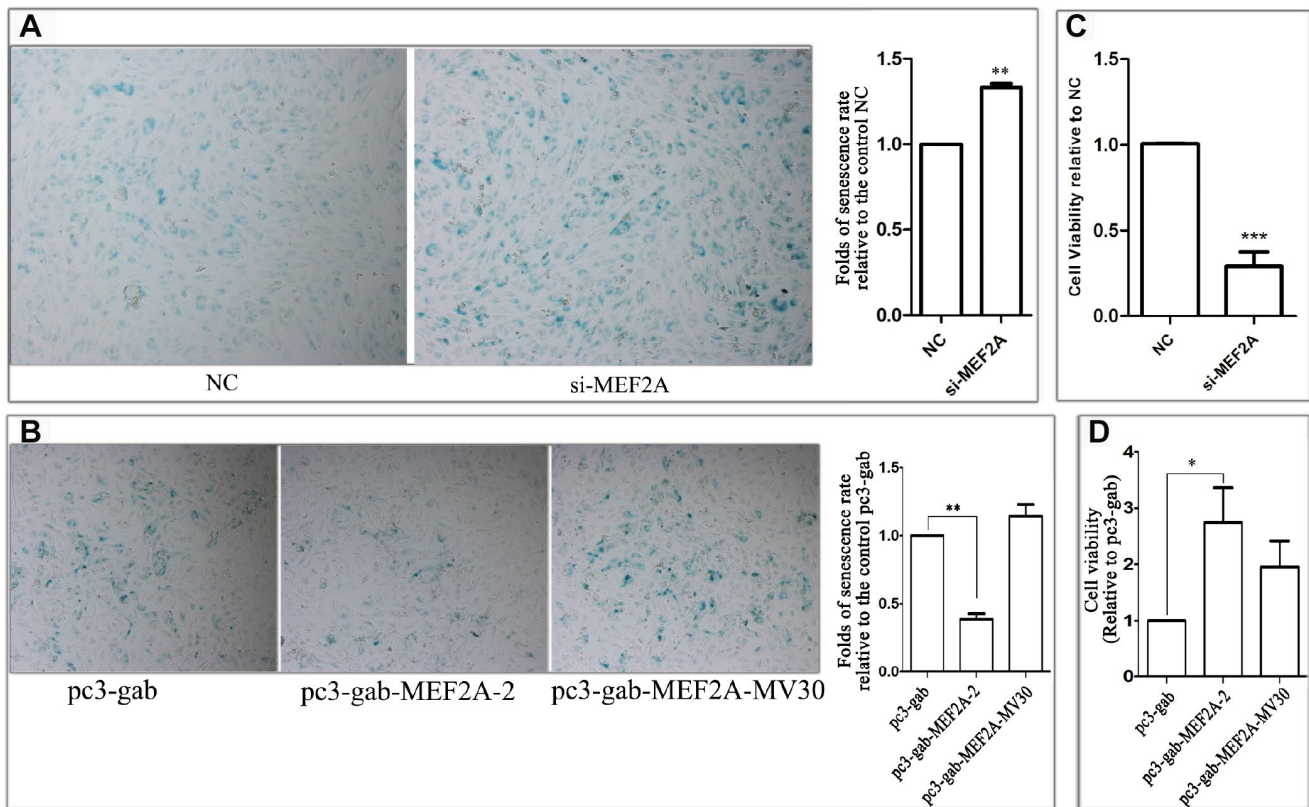 A
NC
si-MEF2A
Folds of senescence rate
relative to the control NC
1.5
1.0
0.5
0.0
**
NC
si-MEF2A
C
Cell Viability relative to NC
1.5
1.0
0.5
0.0
***
NC
si-MEF2A
B
pc3-gab
pc3-gab-MEF2A-2
pc3-gab-MEF2A-MV30
Folds of senescence rate
relative to the control pc3-gab
1.5
1.0
0.5
0.0
**
pc3-gab
pc3-gab-MEF2A-2
pc3-gab-MEF2A-MV30
D
Cell viability
(Relative to pc3-gab)
4
3
2
1
0
*
pc3-gab
pc3-gab-MEF2A-2
pc3-gab-MEF2A-MV30